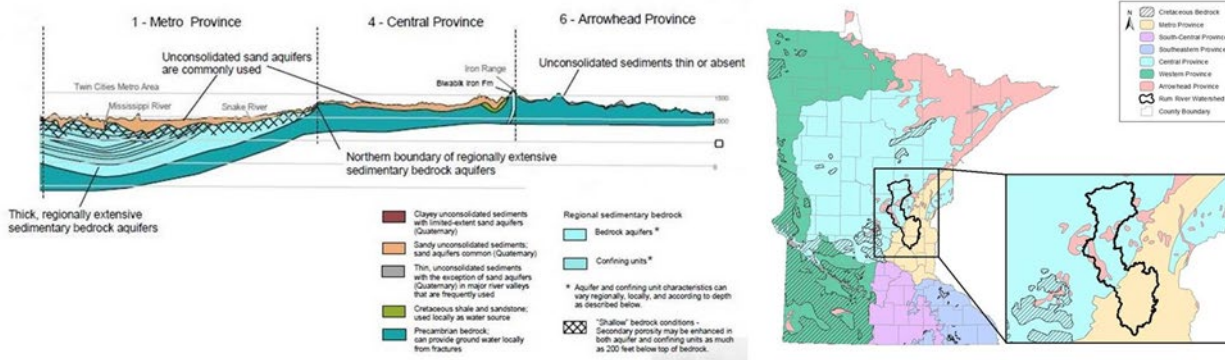 1 - Metro Province
4 - Central Province
6 - Arrowhead Province
Unconsolidated sand aquifers
are commonly used
Iron Range
Biwabik Iron Fm
Unconsolidated sediments thin or absent
Twin Cities Metro Area
Mississippi River
Snake River
1500
1000
0
Northern boundary of regionally extensive
sedimentary bedrock aquifers
Thick, regionally extensive
sedimentary bedrock aquifers
Clayey unconsolidated sediments
with limited-extent sand aquifers
(Quaternary)
Sandy unconsolidated sediments;
sand aquifers common (Quaternary)
Thin, unconsolidated sediments
with the exception of sand aquifers
(Quaternary) in major river valleys
that are frequently used
Cretaceous shale and sandstone;
used locally as water source
Precambrian bedrock;
can provide ground water locally
from fractures
Regional sedimentary bedrock
Bedrock aquifers *
Confining units *
* Aquifer and confining unit characteristics can
vary regionally, locally, and according to depth
as described below.
"Shallow" bedrock conditions -
Secondary porosity may be enhanced in
both aquifer and confining units as much
as 200 feet below top of bedrock.
N
Cretaceous Bedrock
Metro Province
South-Central Province
Southeastern Province
Central Province
Western Province
Arrowhead Province
Rum River Watershed
County Boundary